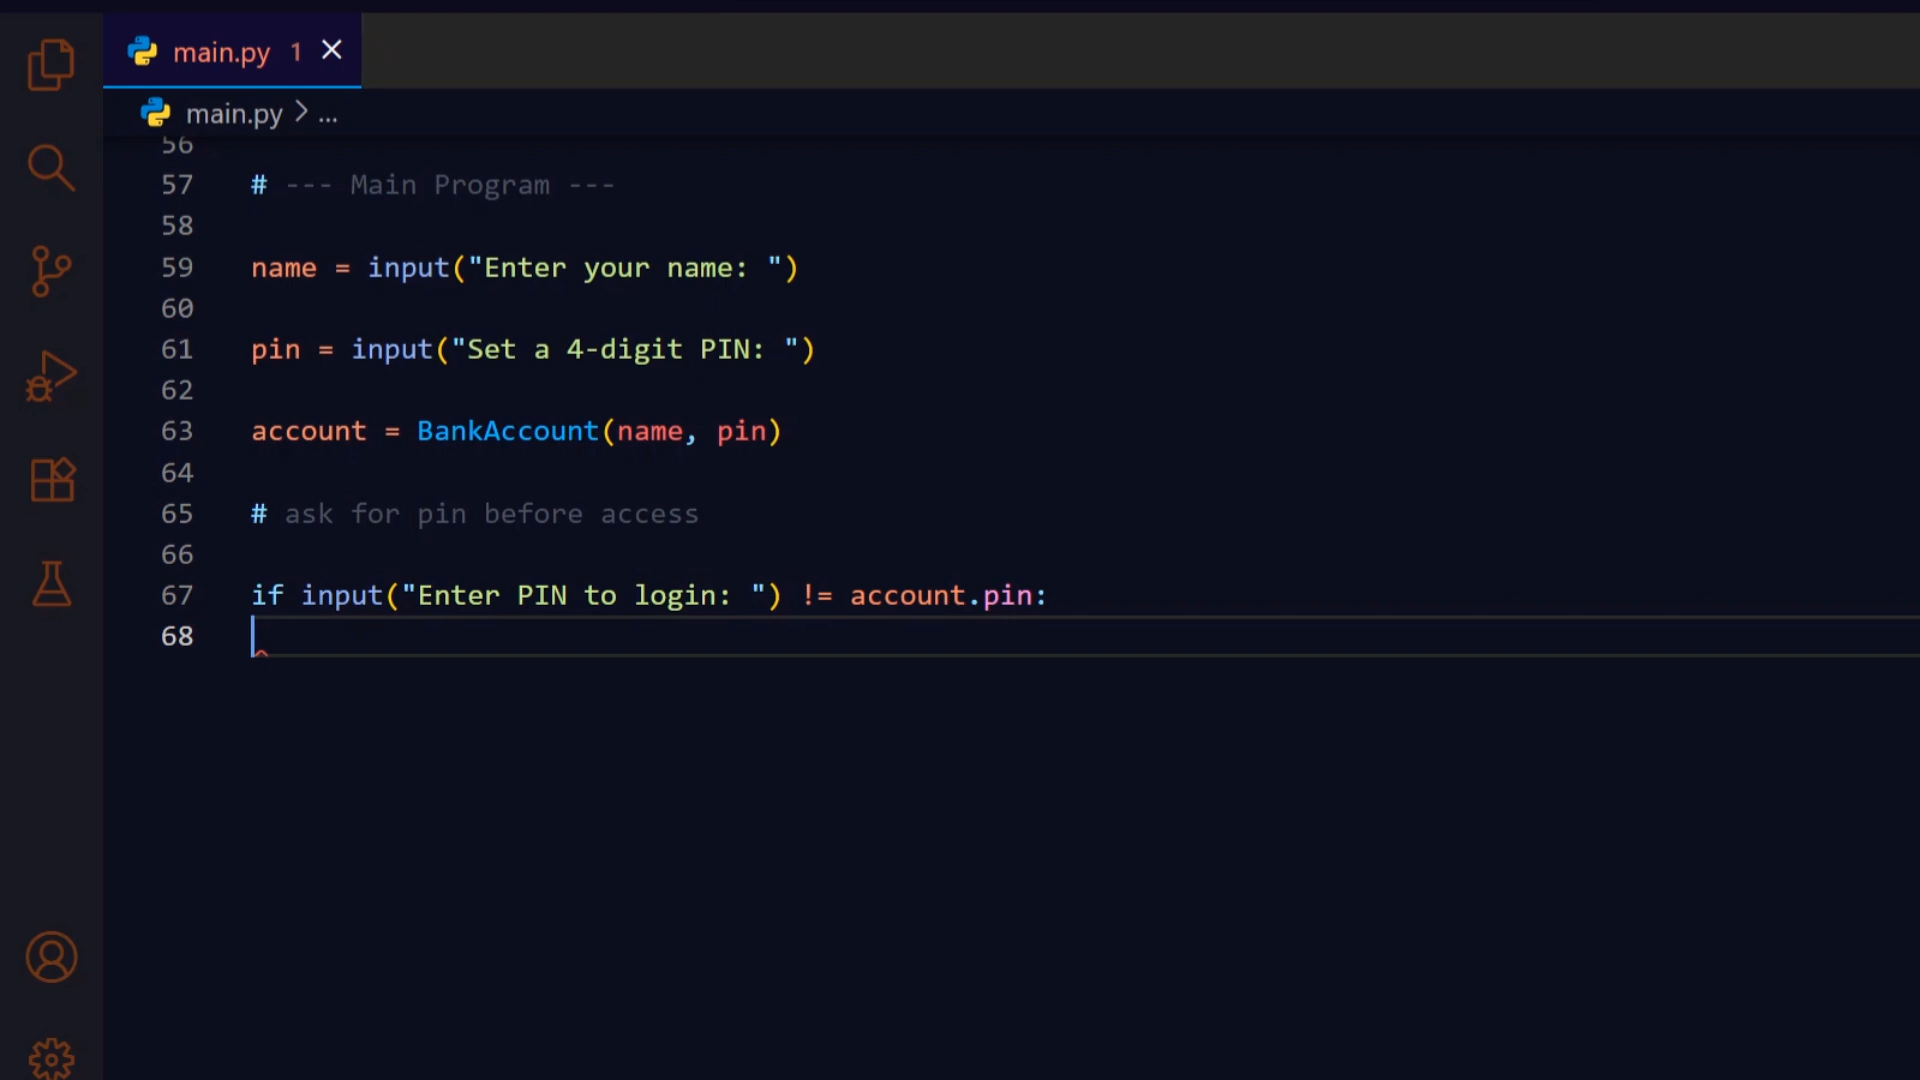 main.py 1
main.py > ...
56
57 # --- Main Program ---
58
59 name = input("Enter your name: ")
60
61 pin = input("Set a 4-digit PIN: ")
62
63 account = BankAccount(name, pin)
64
65 # ask for pin before access
66
67 if input("Enter PIN to login: ") != account.pin:
68